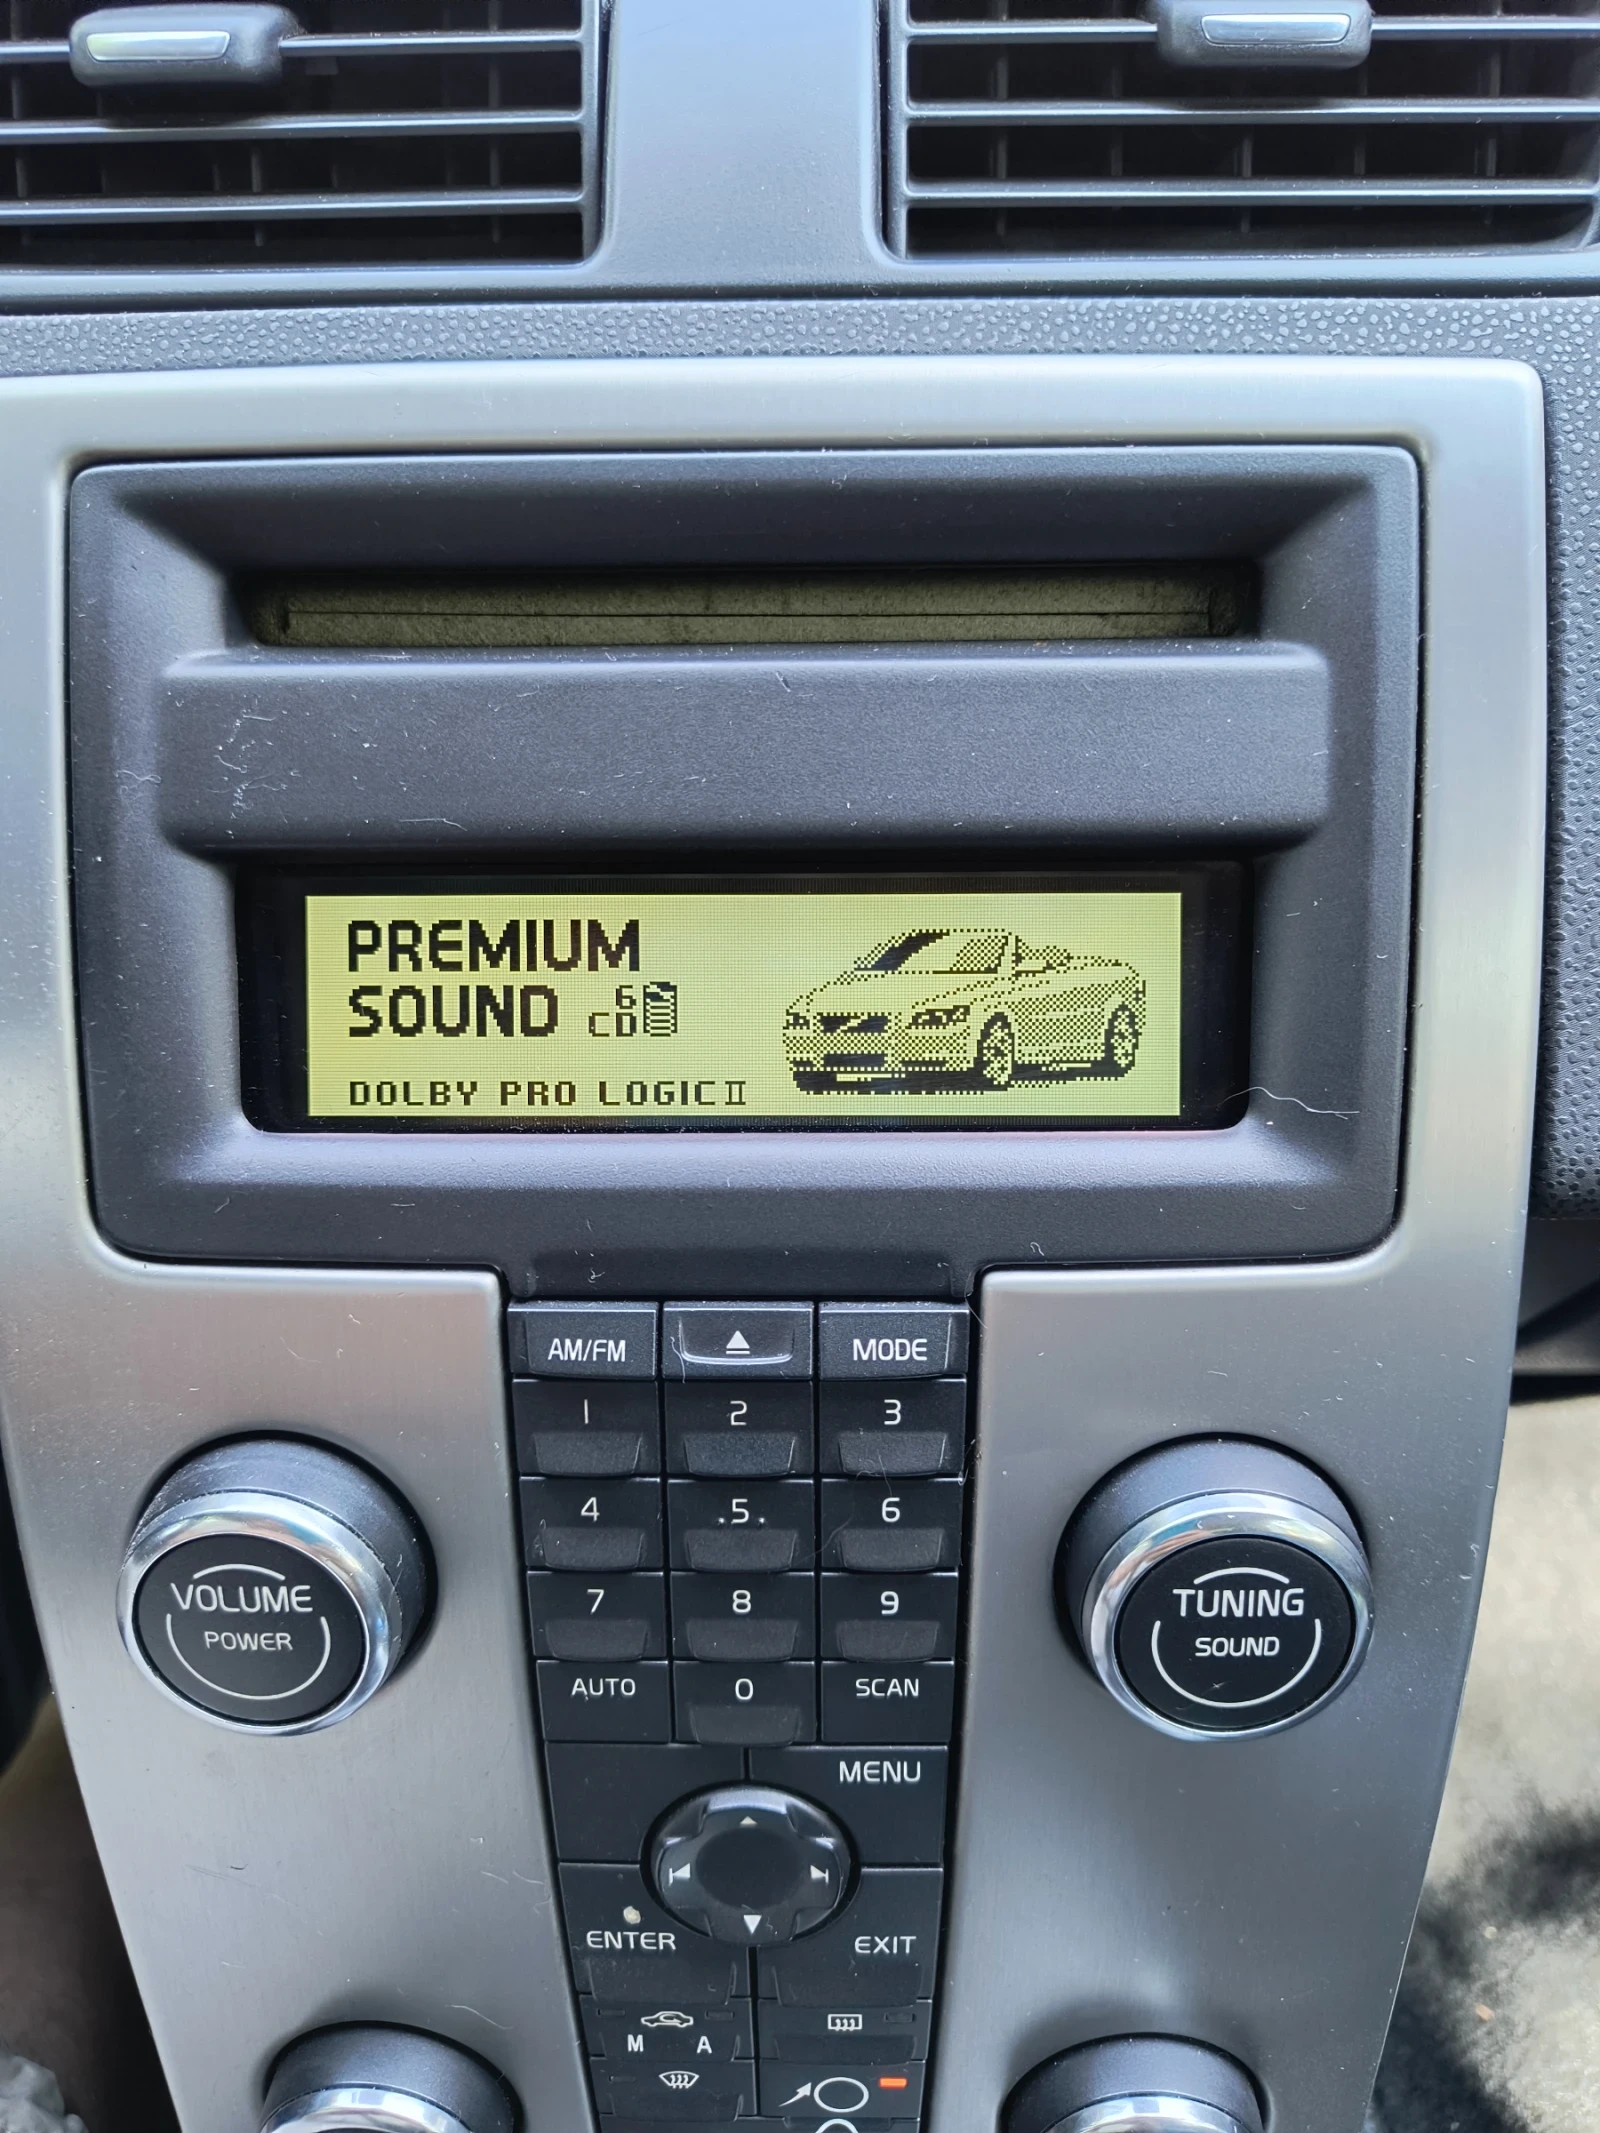 PREMIUM
SOUND 6 CD
DOLBY PRO LOGIC II
AM/FM MODE
1 2 3
4 .5. 6
7 8 9
AUTO 0 SCAN
VOLUME
POWER
TUNING
SOUND
MENU
ENTER EXIT
M A